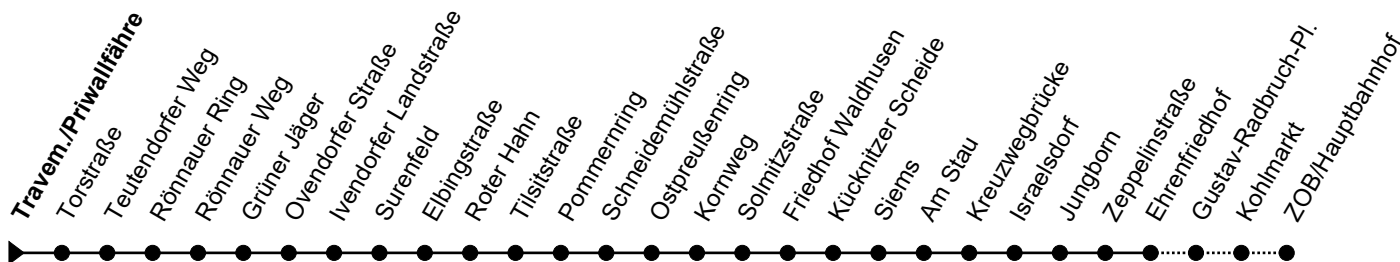 Travem./Priwallfähre
Torstraße
Teutendorfer Weg
Rönnauer Ring
Rönnauer Weg
Grüner Jäger
Ovendorfer Straße
Ivendorfer Landstraße
Surenfeld
Elbingstraße
Roter Hahn
Tilsitstraße
Pommernring
Schneidemühlstraße
Ostpreußenring
Kornweg
Solmitzstraße
Friedhof Waldhusen
Kücknitzer Scheide
Siems
Am Stau
Kreuzwegbrücke
Israelsdorf
Jungborn
Zeppelinstraße
Ehrenfriedhof
Gustav-Radbruch-Pl.
Kohlmarkt
ZOB/Hauptbahnhof